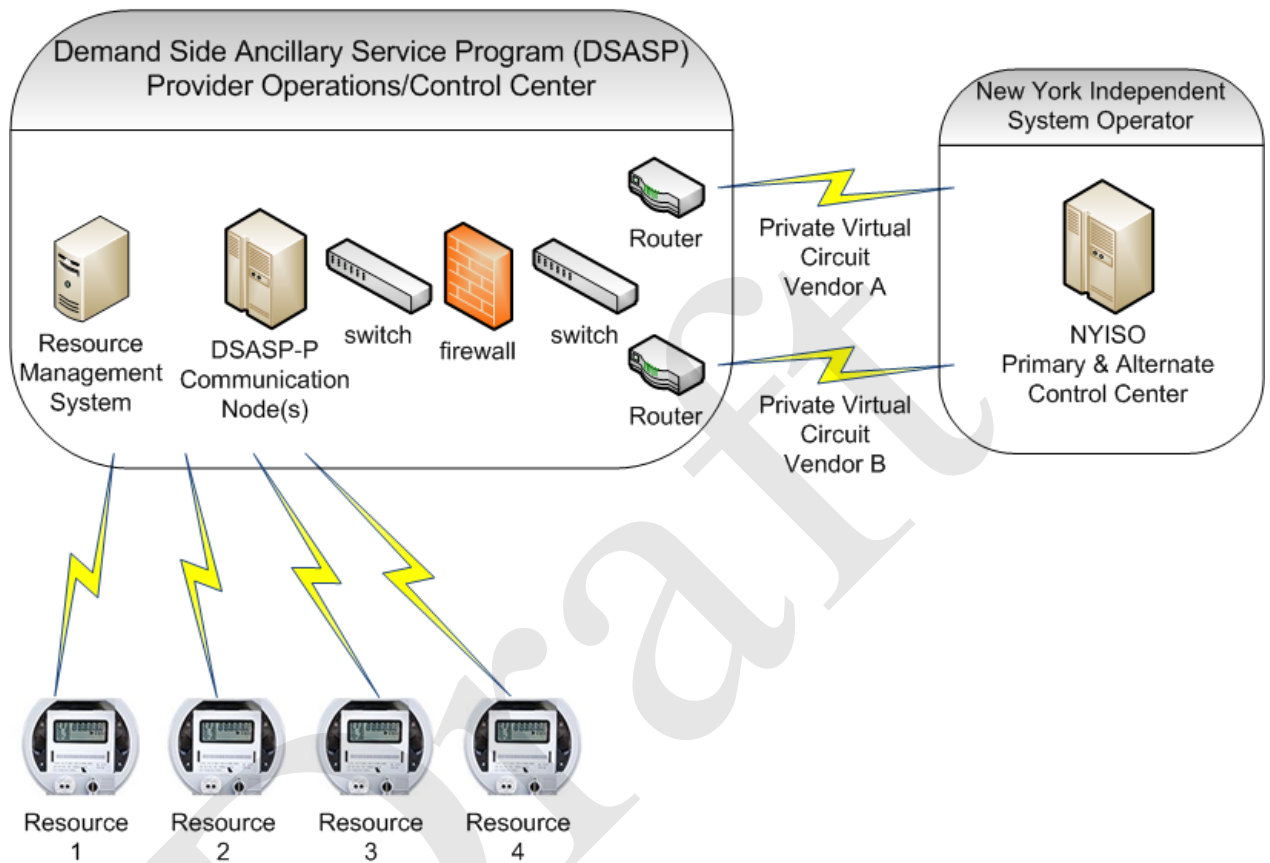 Demand Side Ancillary Service Program (DSASP)
Provider Operations/Control Center
New York Independent
System Operator
Resource
Management
System
DSASP-P
Communication
Node(s)
switch
firewall
switch
Router
Router
Private Virtual
Circuit
Vendor A
Private Virtual
Circuit
Vendor B
NYISO
Primary & Alternate
Control Center
Resource
1
Resource
2
Resource
3
Resource
4
Draft